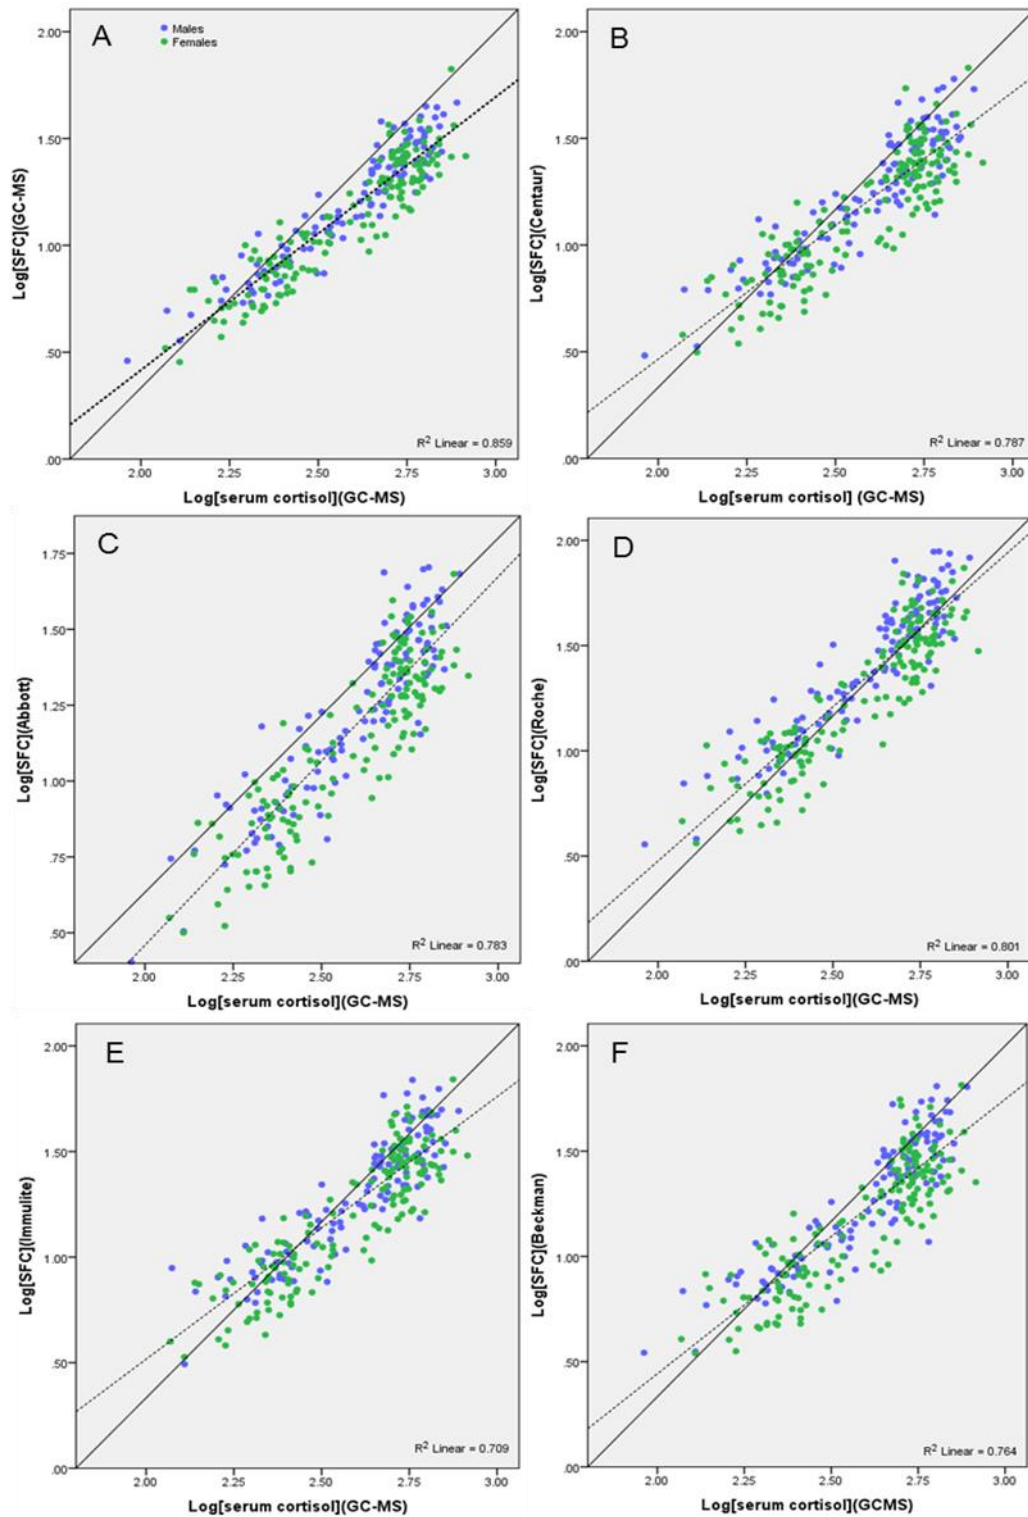 A
Males
Females
2.00
1.50
1.00
.50
.00
Log[SFC](GC-MS)
R² Linear = 0.859
2.00 2.25 2.50 2.75 3.00
Log[serum cortisol](GC-MS)
B
2.00
1.50
1.00
.50
.00
Log[SFC](Centaur)
R² Linear = 0.787
2.00 2.25 2.50 2.75 3.00
Log[serum cortisol] (GC-MS)
C
1.75
1.50
1.25
1.00
.75
.50
Log[SFC](Abbott)
R² Linear = 0.783
2.00 2.25 2.50 2.75 3.00
Log[serum cortisol](GC-MS)
D
2.00
1.50
1.00
.50
.00
Log[SFC](Roche)
R² Linear = 0.801
2.00 2.25 2.50 2.75 3.00
Log[serum cortisol](GC-MS)
E
2.00
1.50
1.00
.50
.00
Log[SFC](Immulite)
R² Linear = 0.709
2.00 2.25 2.50 2.75 3.00
Log[serum cortisol](GC-MS)
F
2.00
1.50
1.00
.50
.00
Log[SFC](Beckman)
R² Linear = 0.764
2.00 2.25 2.50 2.75 3.00
Log[serum cortisol](GCMS)